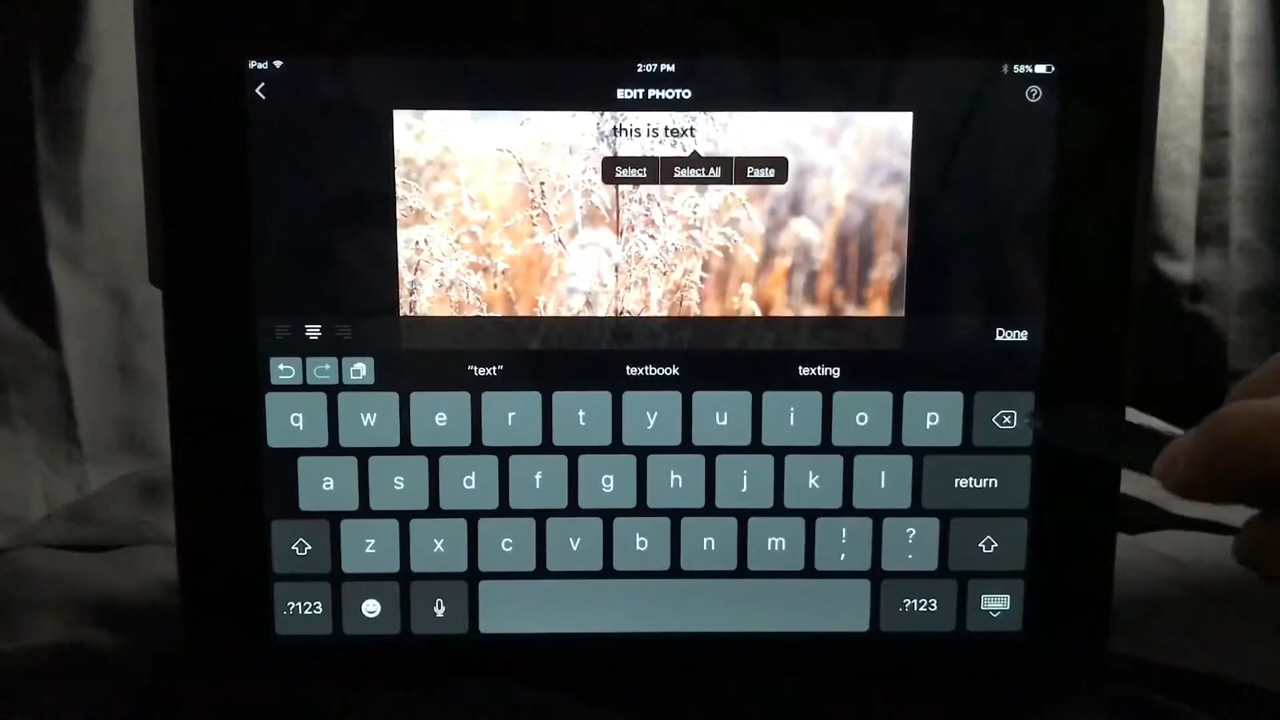 iPad 2:07 PM 58%
EDIT PHOTO ?
this is text
Select Select All Paste
Done
"text" textbook texting
q w e r t y u i o p
a s d f g h j k l return
z x c v b n m ! , ? .
.?123 .?123